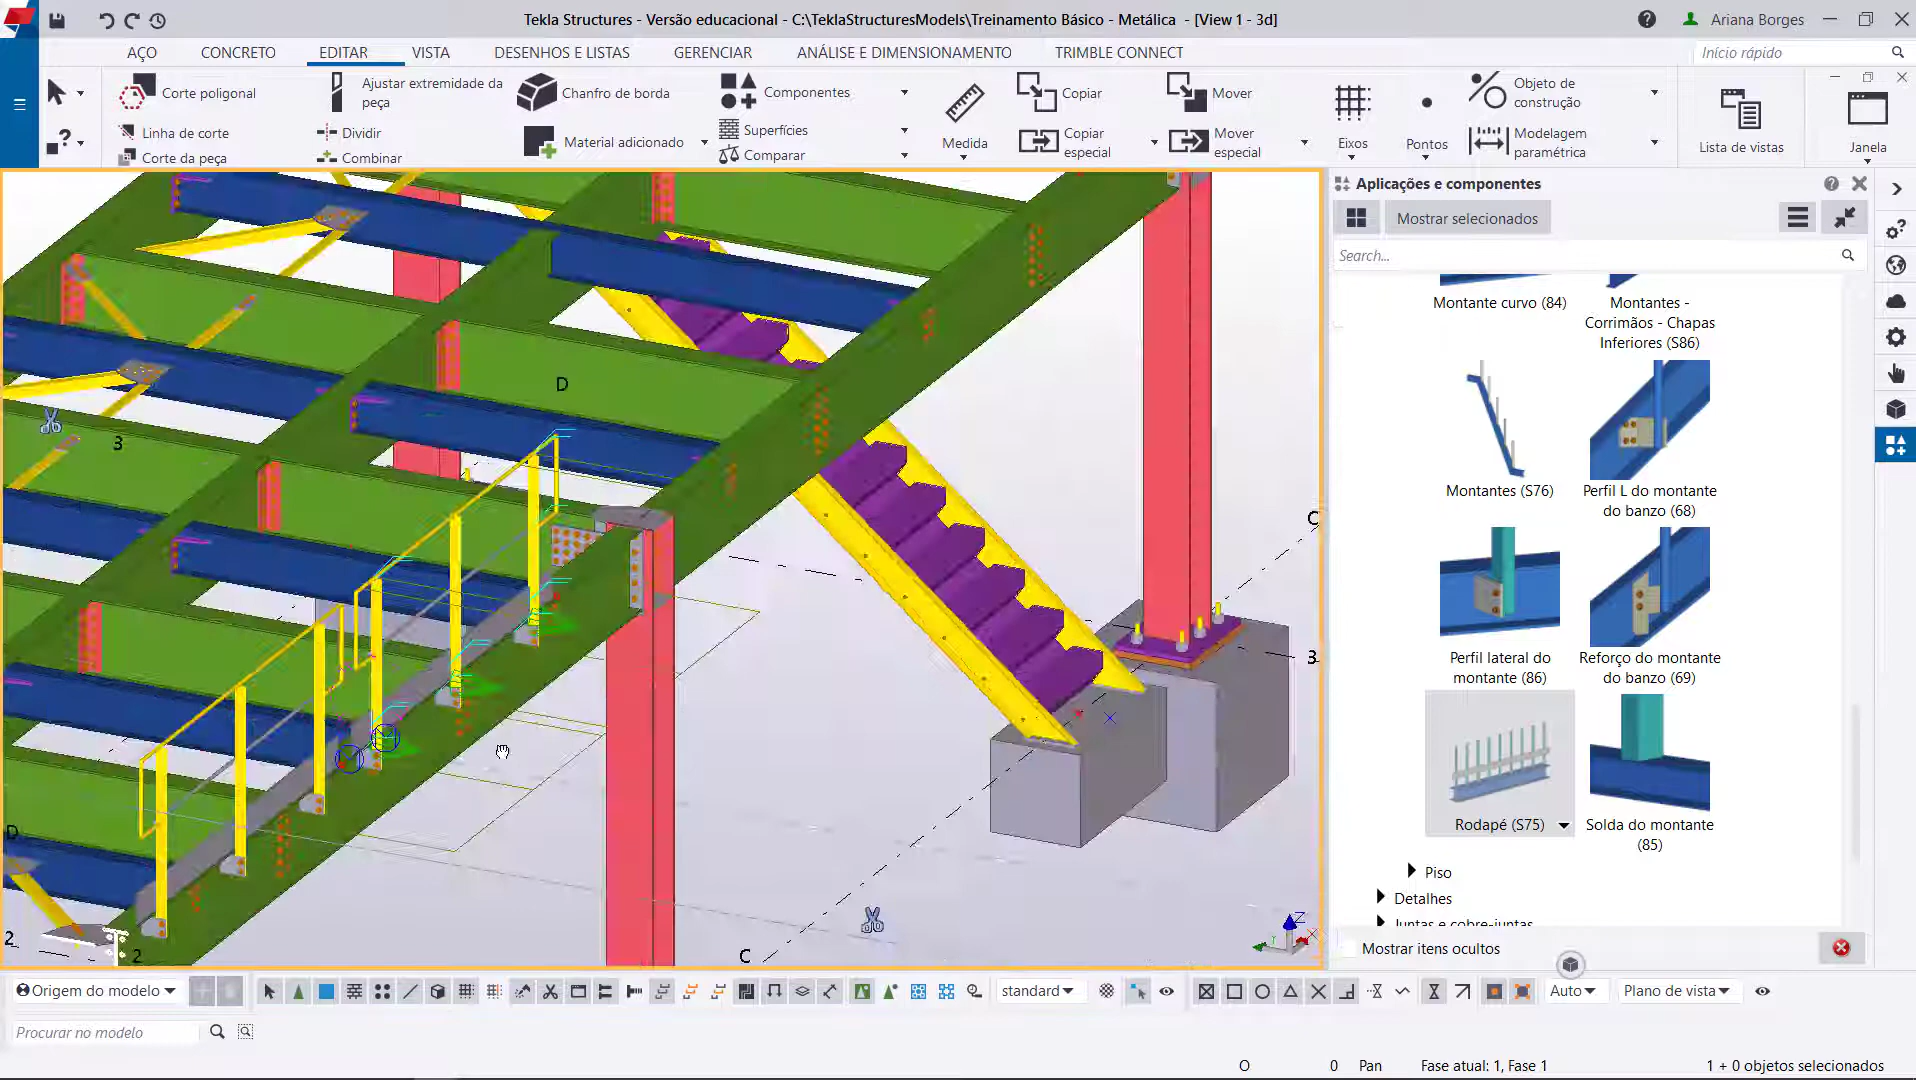 Tekla Structures - Versão educacional - C:\TeklaStructuresModels\Treinamento Básico - Metálica - [View 1 - 3d]
Ariana Borges
AÇO
CONCRETO
EDITAR
VISTA
DESENHOS E LISTAS
GERENCIAR
ANÁLISE E DIMENSIONAMENTO
TRIMBLE CONNECT
Início rápido
Corte poligonal
Linha de corte
Corte da peça
Ajustar extremidade da
peça
Dividir
Combinar
Chanfro de borda
Material adicionado
Componentes
Superfícies
Comparar
Medida
Copiar
Copiar
especial
Mover
Mover
especial
Eixos
Pontos
Objeto de
construção
Modelagem
paramétrica
Lista de vistas
Janela
Aplicações e componentes
Mostrar selecionados
Search...
Montante curvo (84)
Montantes -
Corrimãos - Chapas
Inferiores (S86)
Montantes (S76)
Perfil L do montante
do banzo (68)
Perfil lateral do
montante (86)
Reforço do montante
do banzo (69)
Rodapé (S75)
Solda do montante
(85)
Piso
Detalhes
Juntas e cobre-juntas
Mostrar itens ocultos
D
3
C
3
D
2
2
C
Z
Y
X
Origem do modelo
standard
Auto
Plano de vista
Procurar no modelo
O
0
Pan
Fase atual: 1, Fase 1
1 + 0 objetos selecionados